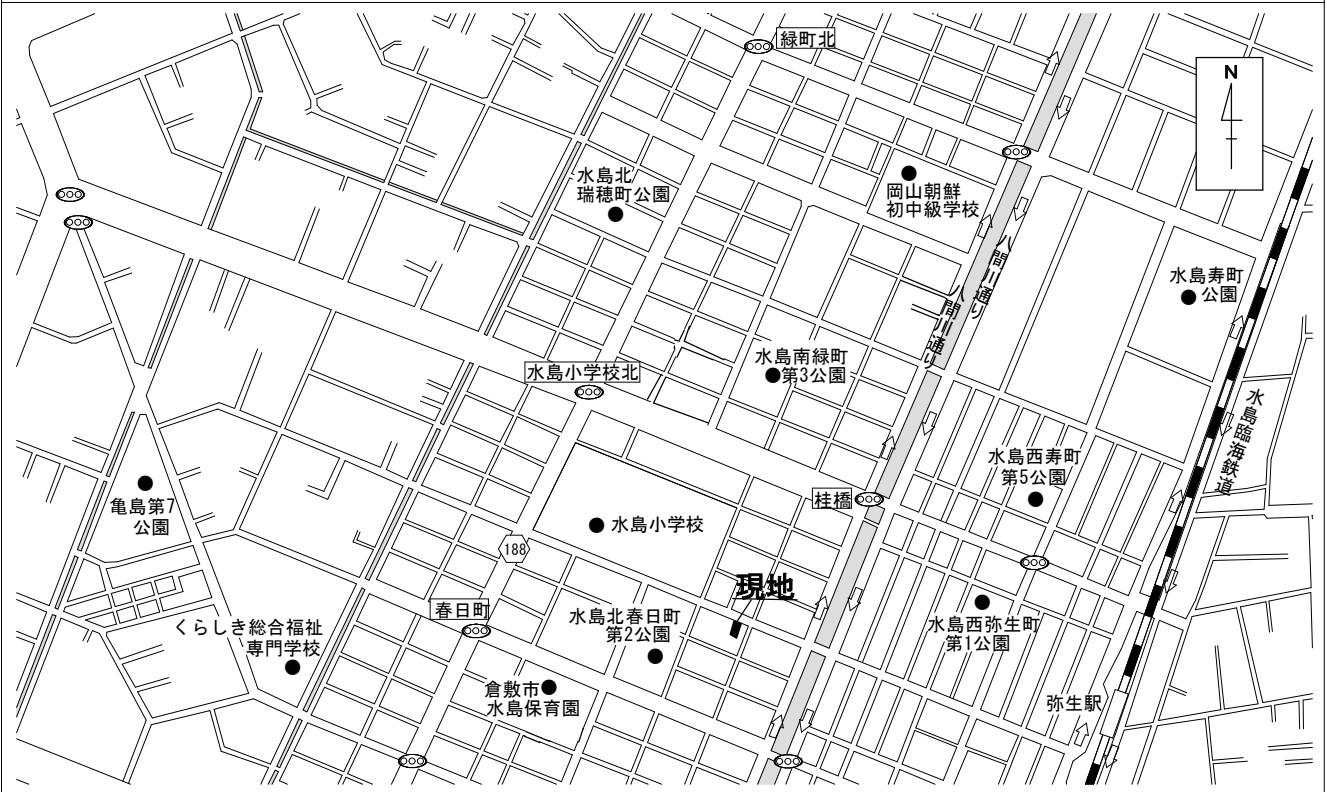 緑町北
N
水島北
瑞穂町公園
岡山朝鮮
初中級学校
八間川通り
八間川通り
水島寿町
公園
水島南緑町
第3公園
水島小学校北
水島臨海鉄道
水島西寿町
第5公園
桂橋
亀島第7
公園
水島小学校
188
現地
春日町
水島北春日町
第2公園
水島西弥生町
第1公園
くらしき総合福祉
専門学校
倉敷市
水島保育園
弥生駅